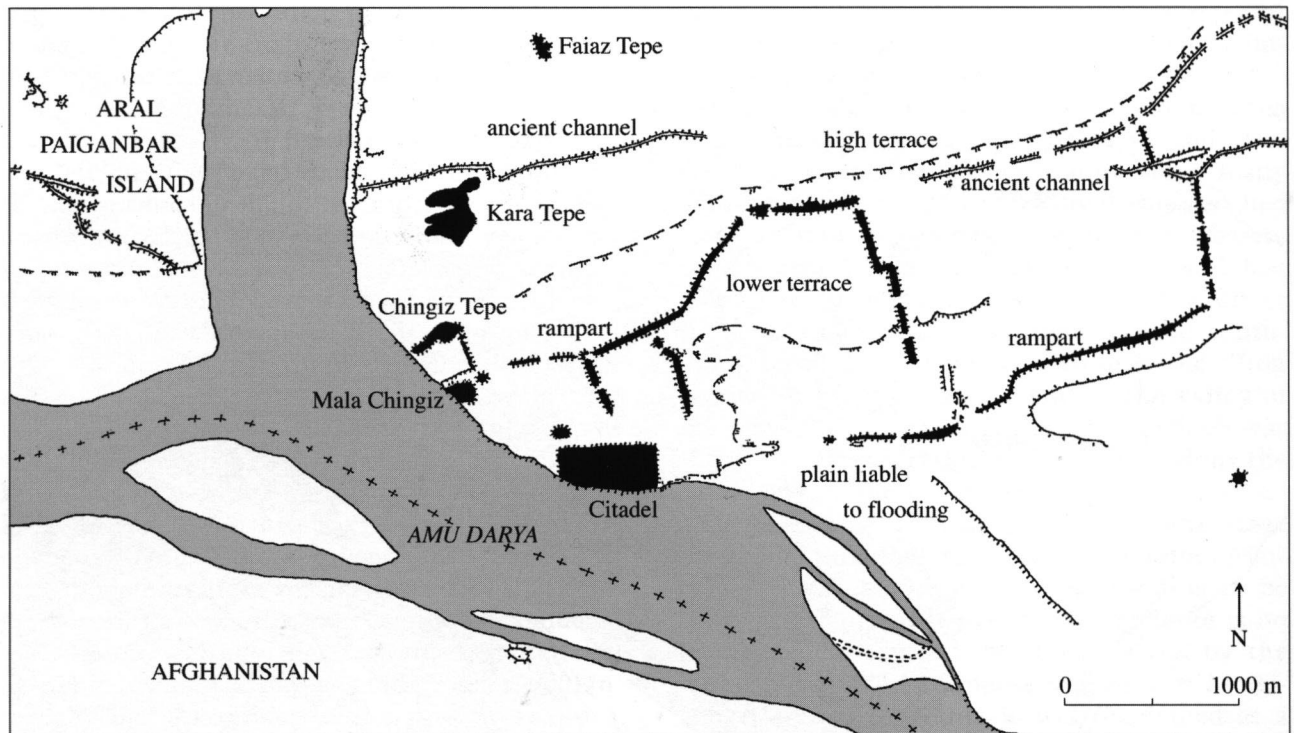 Faiaz Tepe
ARAL
PAIGANBAR
ISLAND
ancient channel
high terrace
ancient channel
Kara Tepe
lower terrace
Chingiz Tepe
rampart
rampart
Mala Chingiz
plain liable
to flooding
Citadel
AMU DARYA
N
AFGHANISTAN
0 1000 m